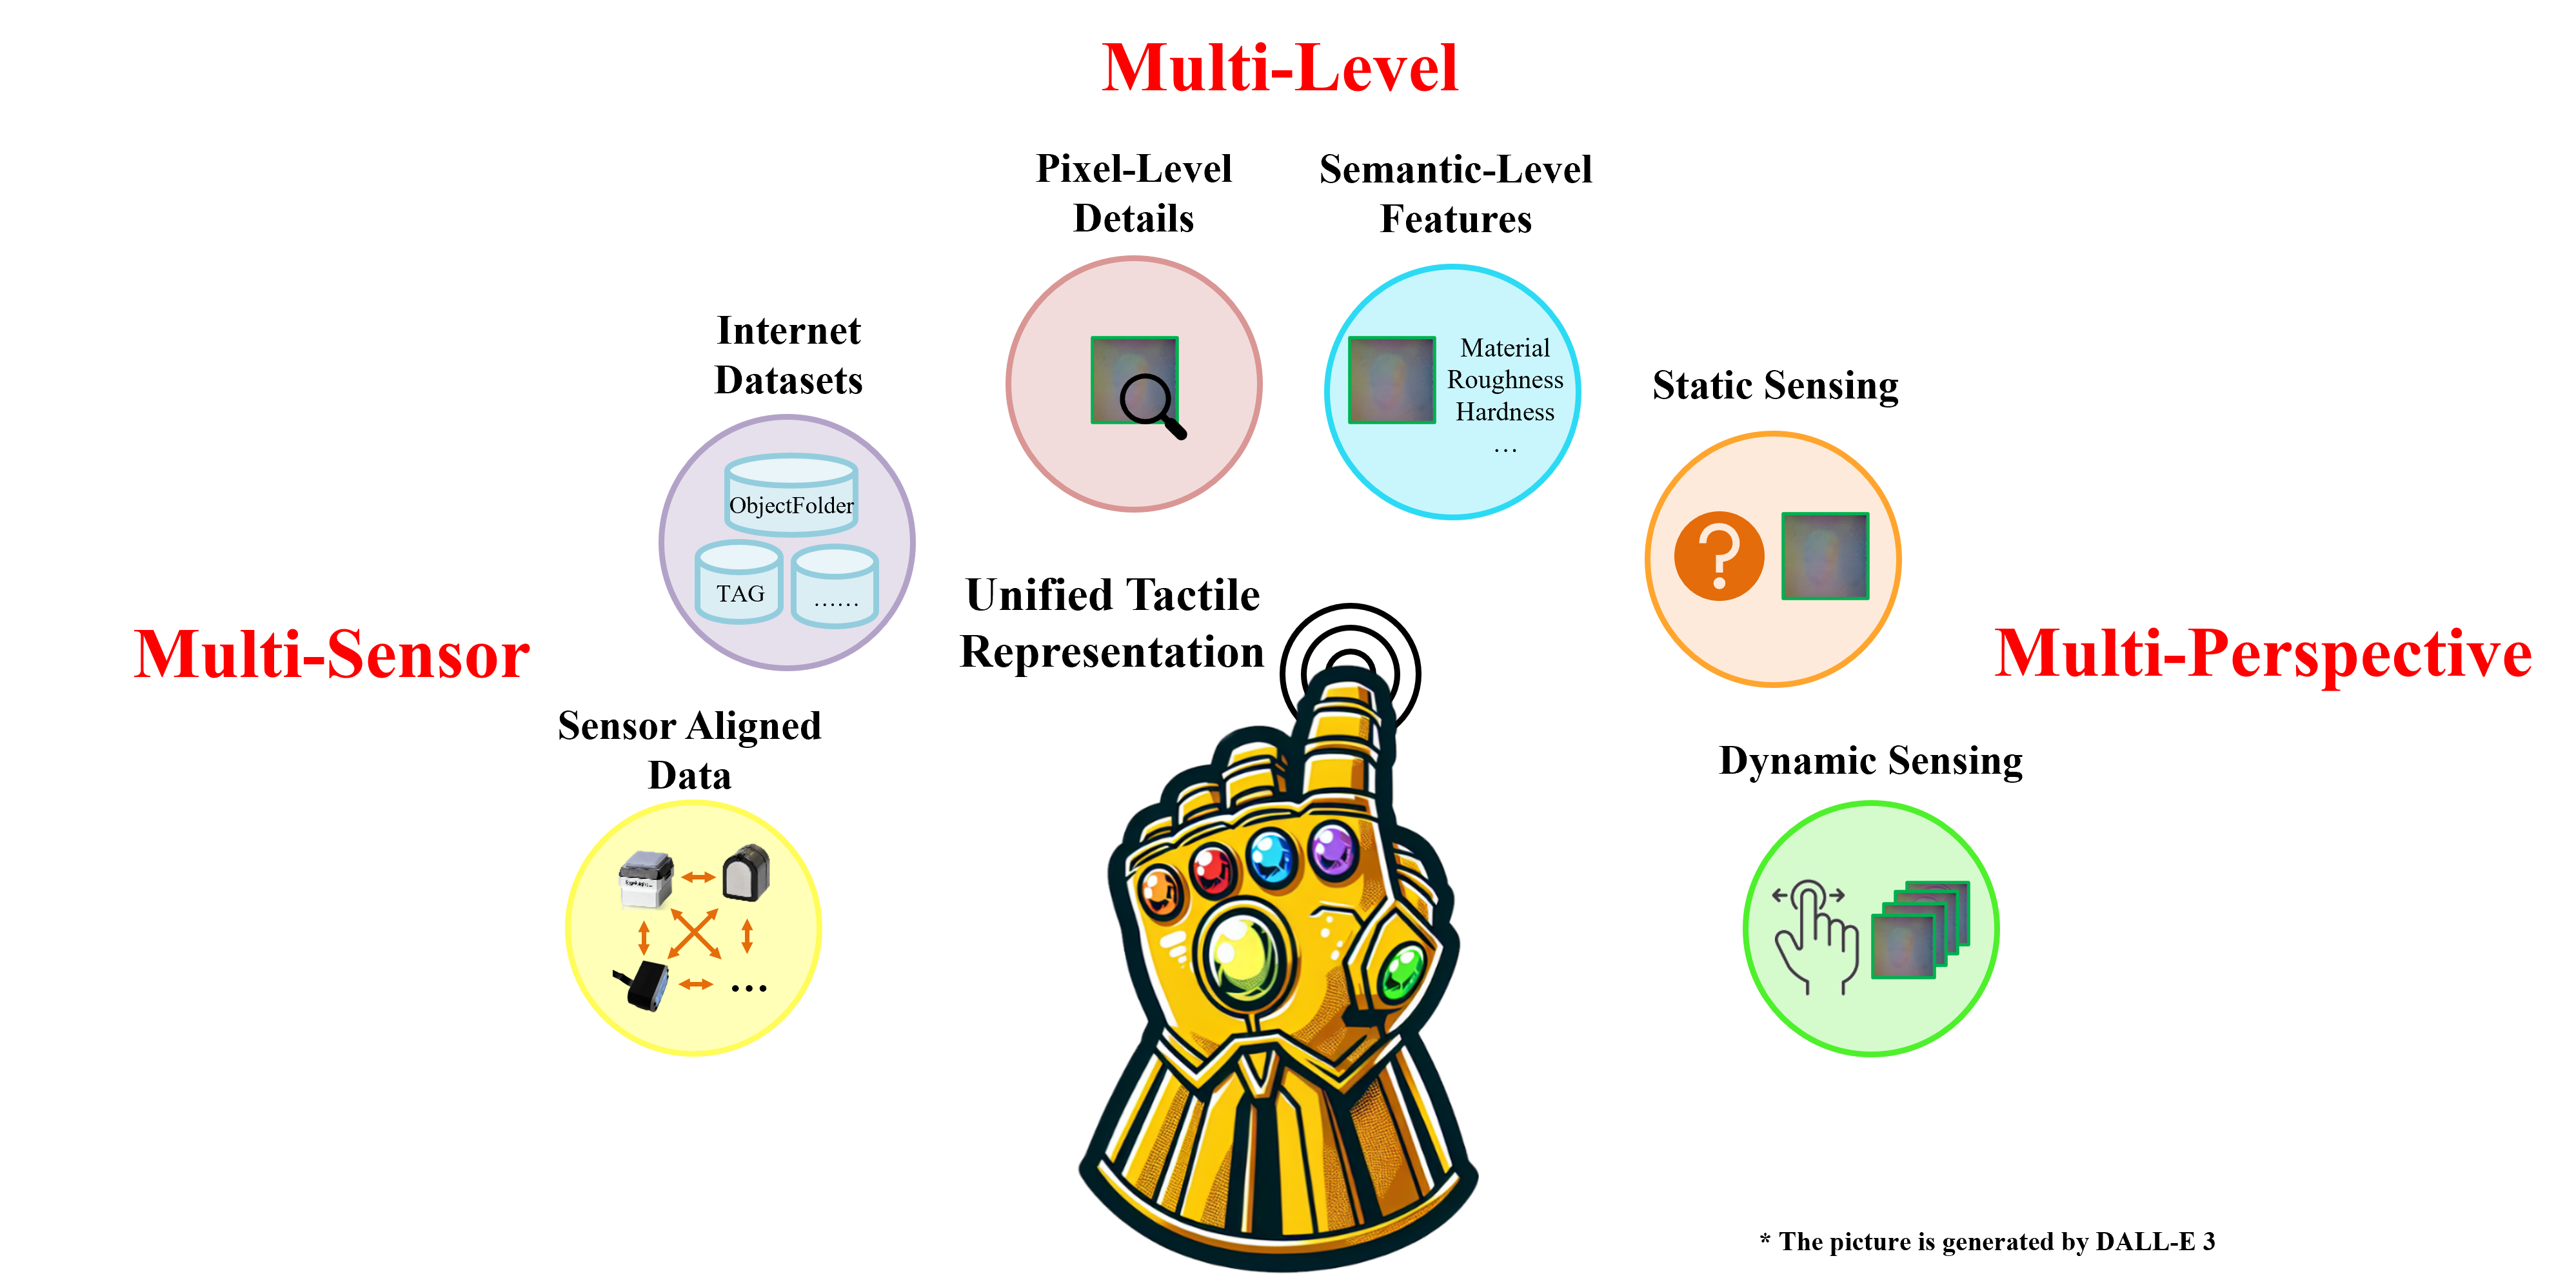 Multi-Level
Pixel-Level
Details
Semantic-Level
Features
Material
Roughness
Hardness
…
Internet
Datasets
ObjectFolder
TAG
……
Static Sensing
Multi-Sensor
Unified Tactile
Representation
Multi-Perspective
Sensor Aligned
Data
...
Dynamic Sensing
* The picture is generated by DALL-E 3